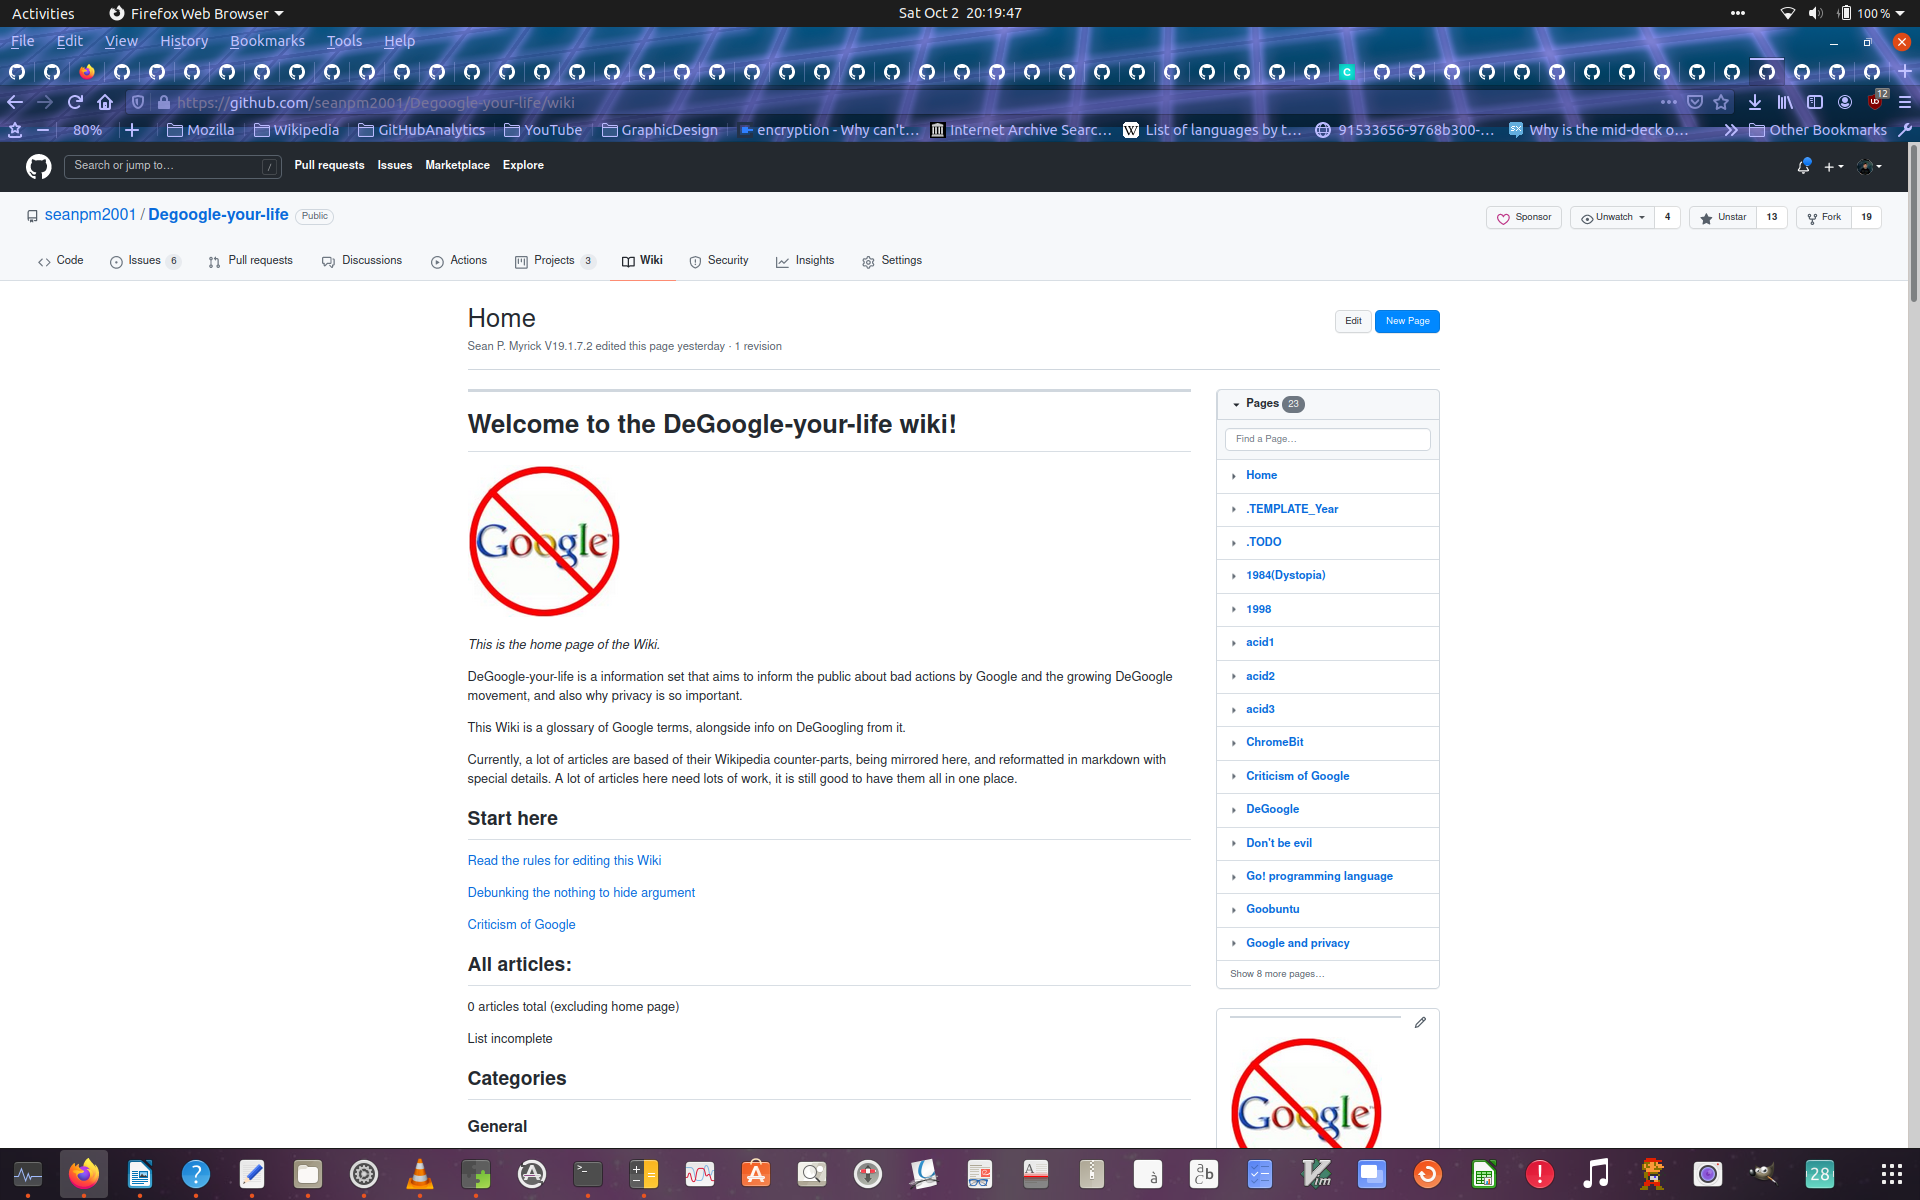 Activities Firefox Web Browser Sat Oct 2 20:19:47 100 %
File Edit View History Bookmarks Tools Help
https://github.com/seanpm2001/Degoogle-your-life/wiki 12
80% Mozilla Wikipedia GitHubAnalytics YouTube GraphicDesign encryption - Why can't... Internet Archive Searc... List of languages by t... 91533656-9768b300-... Why is the mid-deck o... Other Bookmarks
Search or jump to... / Pull requests Issues Marketplace Explore
seanpm2001 / Degoogle-your-life Public Sponsor Unwatch 4 Unstar 13 Fork 19
Code Issues 6 Pull requests Discussions Actions Projects 3 Wiki Security Insights Settings
Home Edit New Page
Sean P. Myrick V19.1.7.2 edited this page yesterday · 1 revision
Welcome to the DeGoogle-your-life wiki!
Google
This is the home page of the Wiki.
DeGoogle-your-life is a information set that aims to inform the public about bad actions by Google and the growing DeGoogle
movement, and also why privacy is so important.
This Wiki is a glossary of Google terms, alongside info on DeGoogling from it.
Currently, a lot of articles are based of their Wikipedia counter-parts, being mirrored here, and reformatted in markdown with
special details. A lot of articles here need lots of work, it is still good to have them all in one place.
Start here
Read the rules for editing this Wiki
Debunking the nothing to hide argument
Criticism of Google
All articles:
0 articles total (excluding home page)
List incomplete
Categories
General
Pages 23
Find a Page...
Home
.TEMPLATE_Year
.TODO
1984(Dystopia)
1998
acid1
acid2
acid3
ChromeBit
Criticism of Google
DeGoogle
Don't be evil
Go! programming language
Goobuntu
Google and privacy
Show 8 more pages...
Google
28